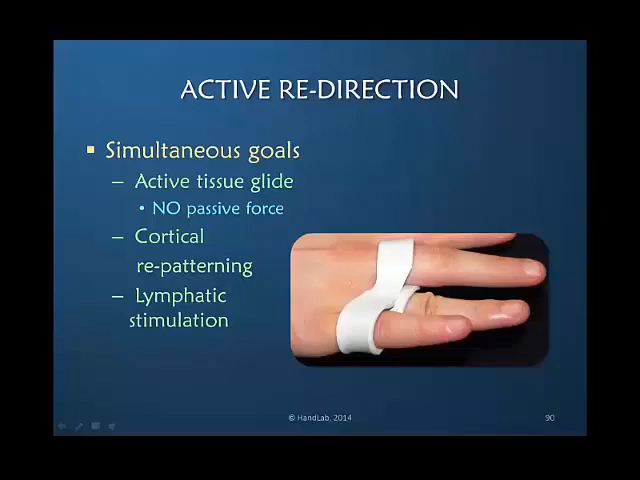 ACTIVE RE-DIRECTION
Simultaneous goals
– Active tissue glide
• NO passive force
– Cortical
re-patterning
– Lymphatic
stimulation
© HandLab, 2014
90